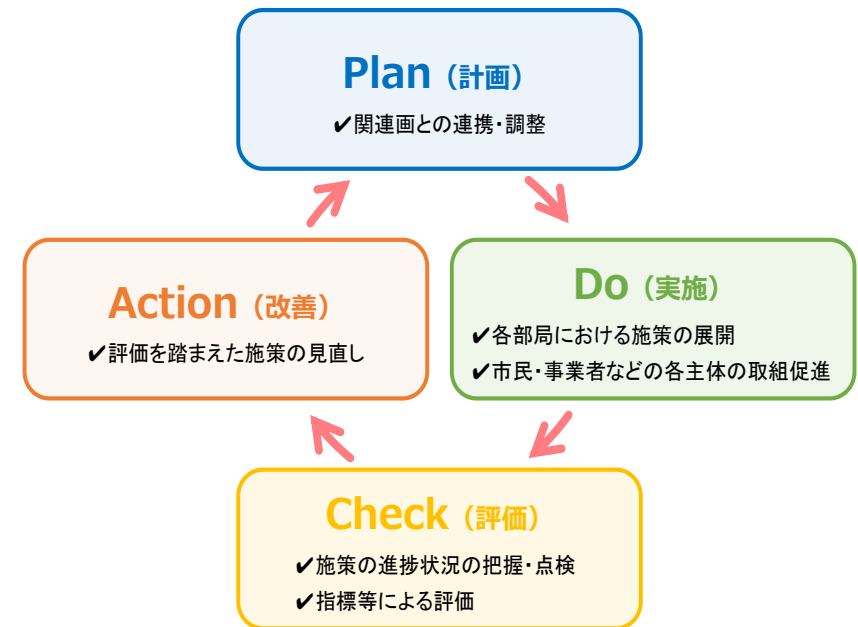 Plan（計画）
✔関連画との連携・調整
Action（改善）
✔評価を踏まえた施策の見直し
Do（実施）
✔各部局における施策の展開
✔市民・事業者などの各主体の取組促進
Check（評価）
✔施策の進捗状況の把握・点検
✔指標等による評価